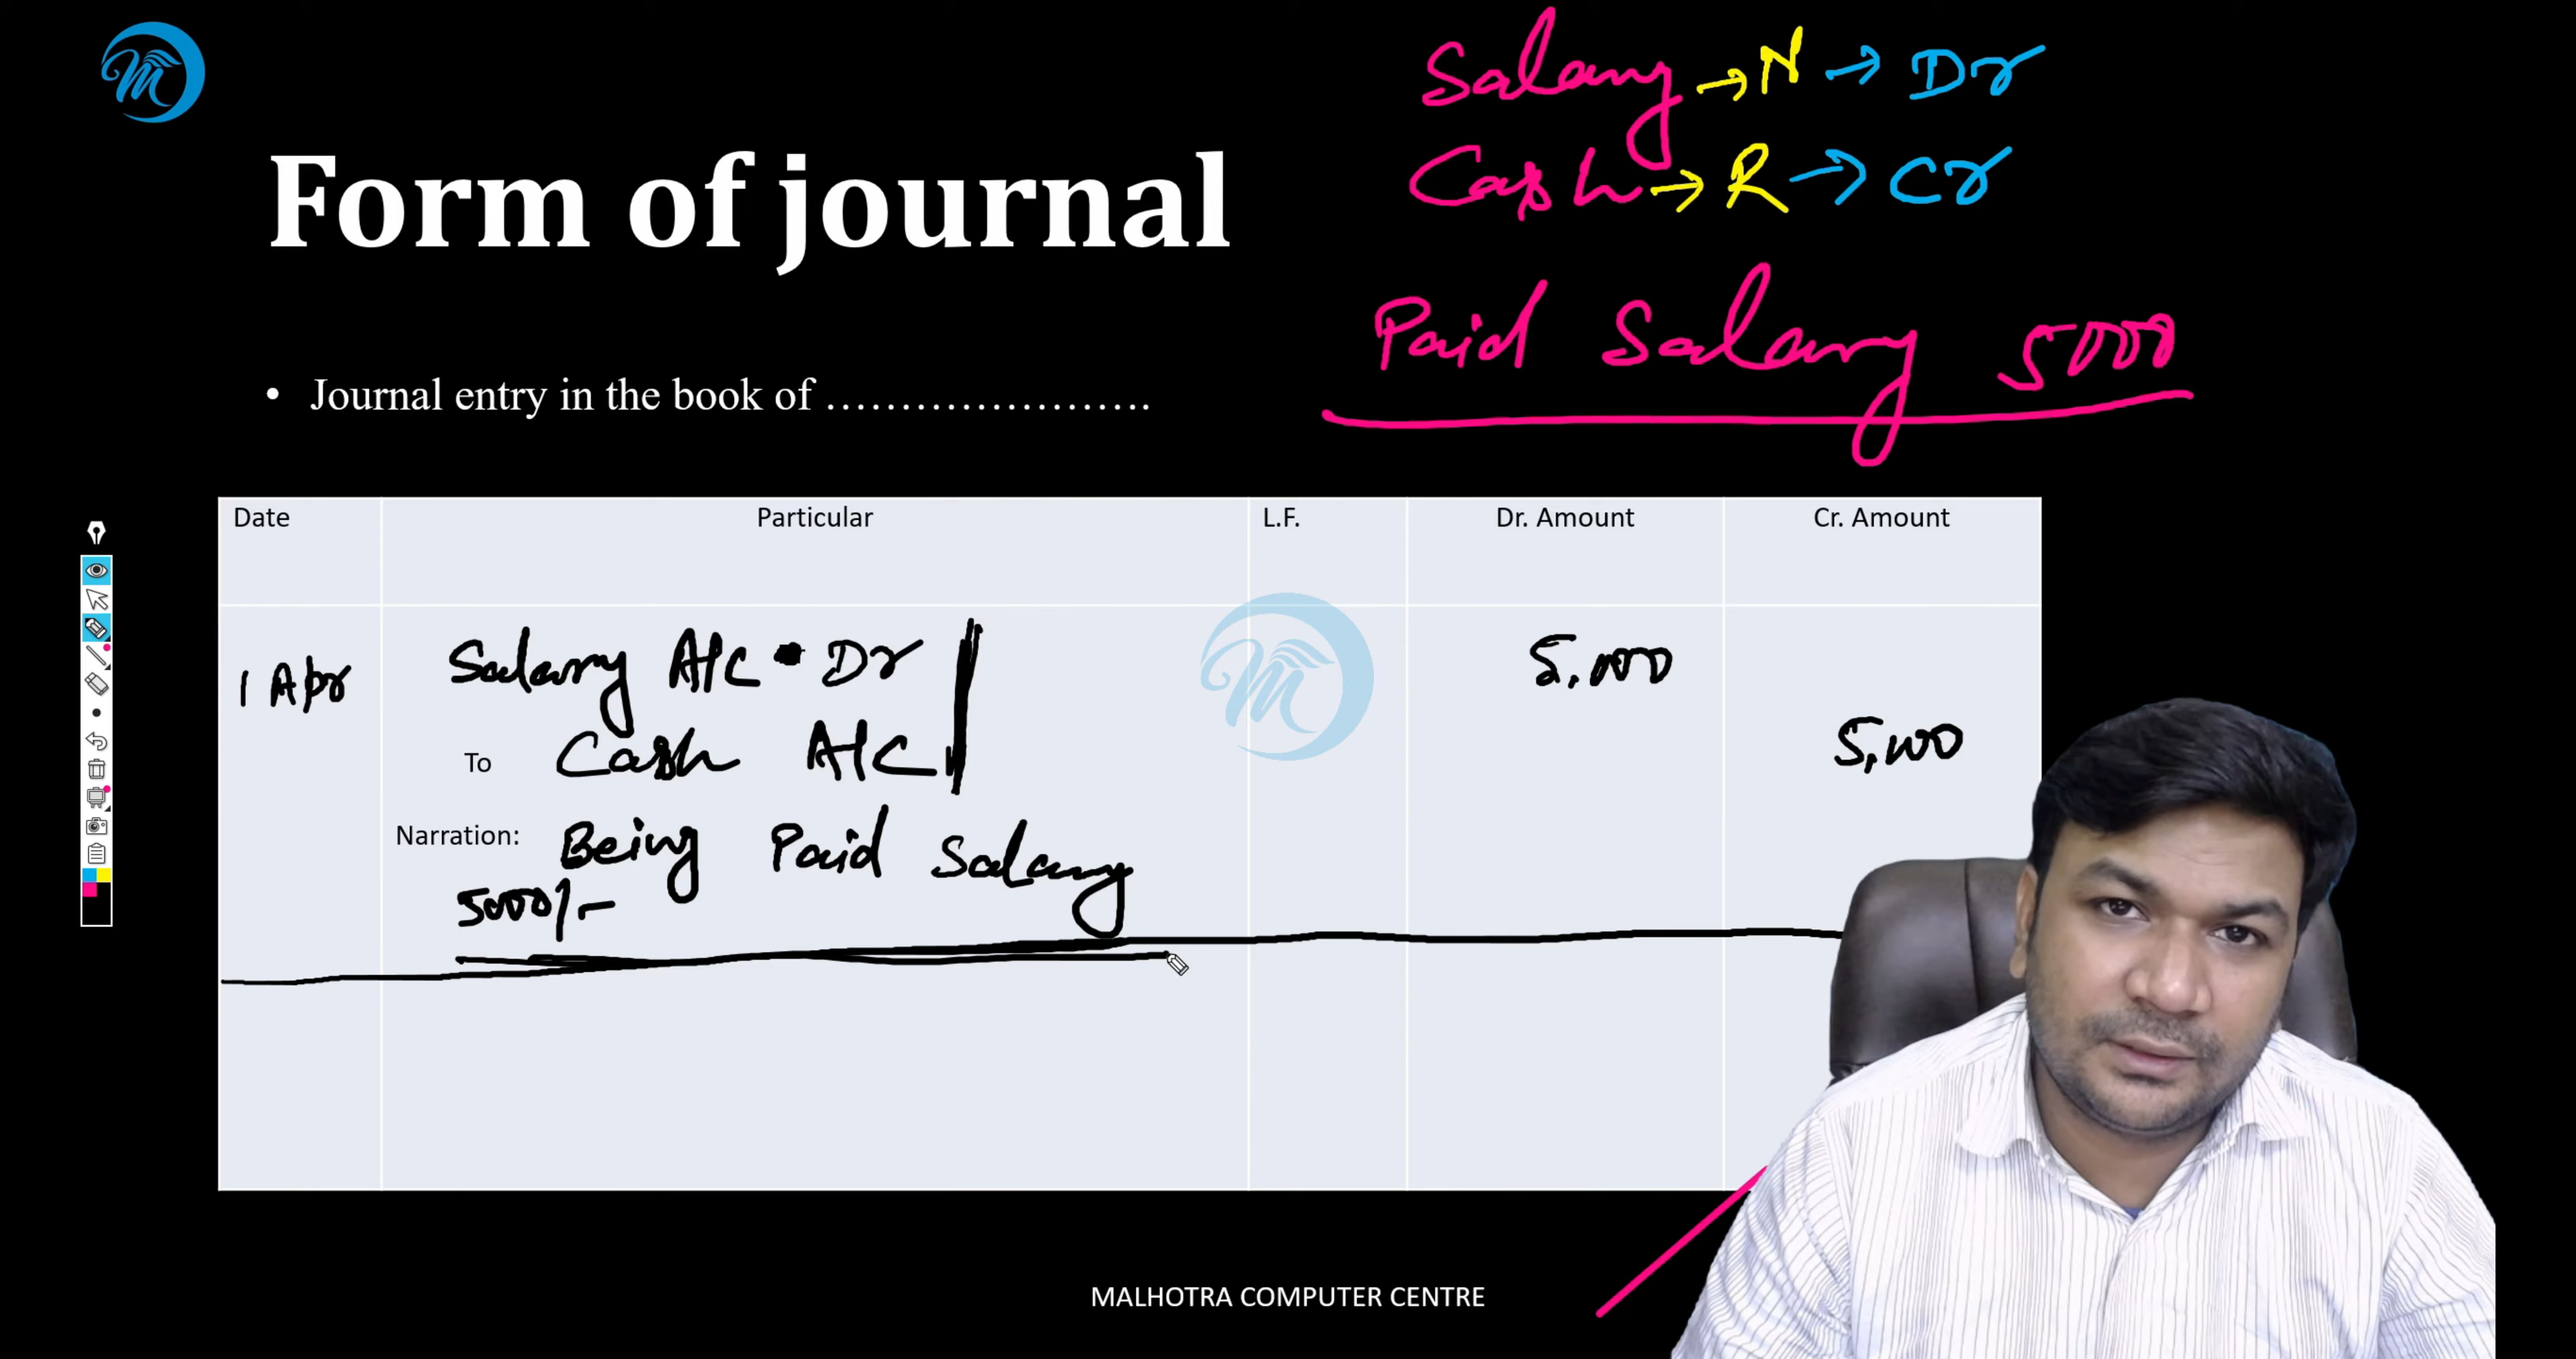 Salary → N → Dr
Cash → R → Cr
Form of journal
Paid Salary 5000
• Journal entry in the book of ......................
Date Particular L.F. Dr. Amount Cr. Amount
1 Apr Salary A/C Dr 5,000
To Cash A/C 5,000
Narration: Being Paid Salary
5000/-
MALHOTRA COMPUTER CENTRE